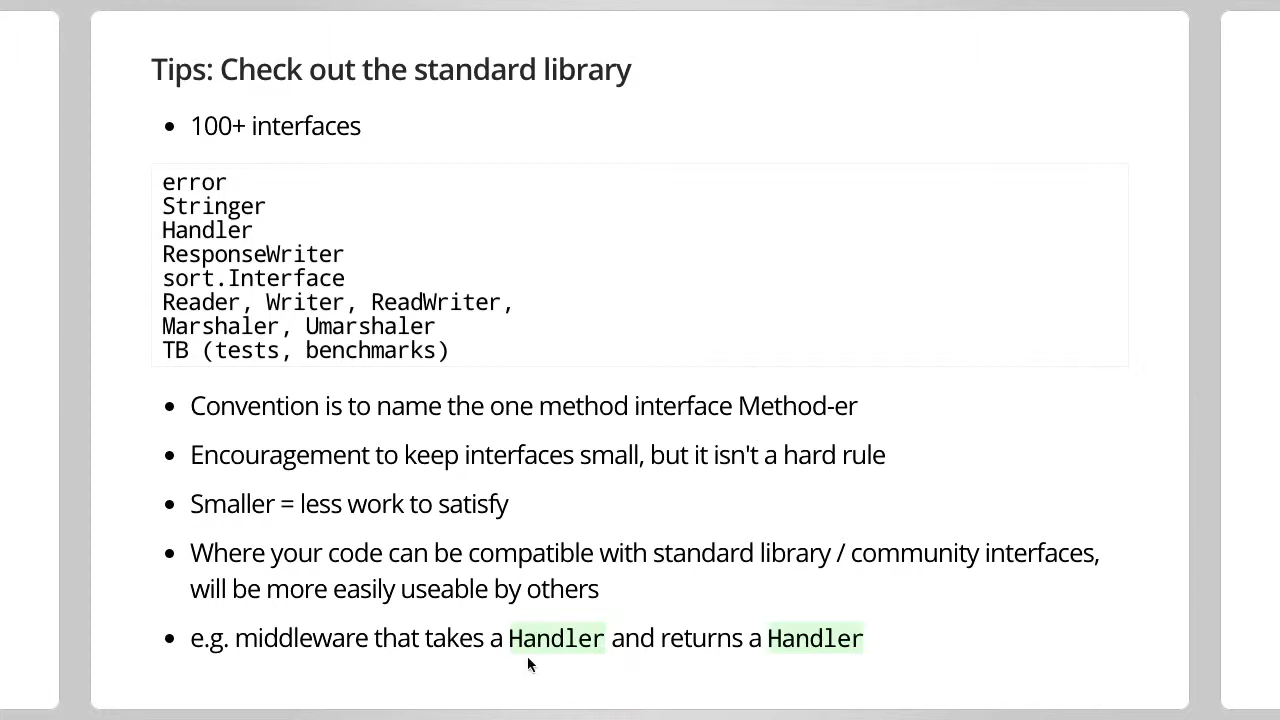 Tips: Check out the standard library
• 100+ interfaces
error
Stringer
Handler
ResponseWriter
sort.Interface
Reader, Writer, ReadWriter,
Marshaler, Umarshaler
TB (tests, benchmarks)
• Convention is to name the one method interface Method-er
• Encouragement to keep interfaces small, but it isn't a hard rule
• Smaller = less work to satisfy
• Where your code can be compatible with standard library / community interfaces,
will be more easily useable by others
• e.g. middleware that takes a Handler and returns a Handler